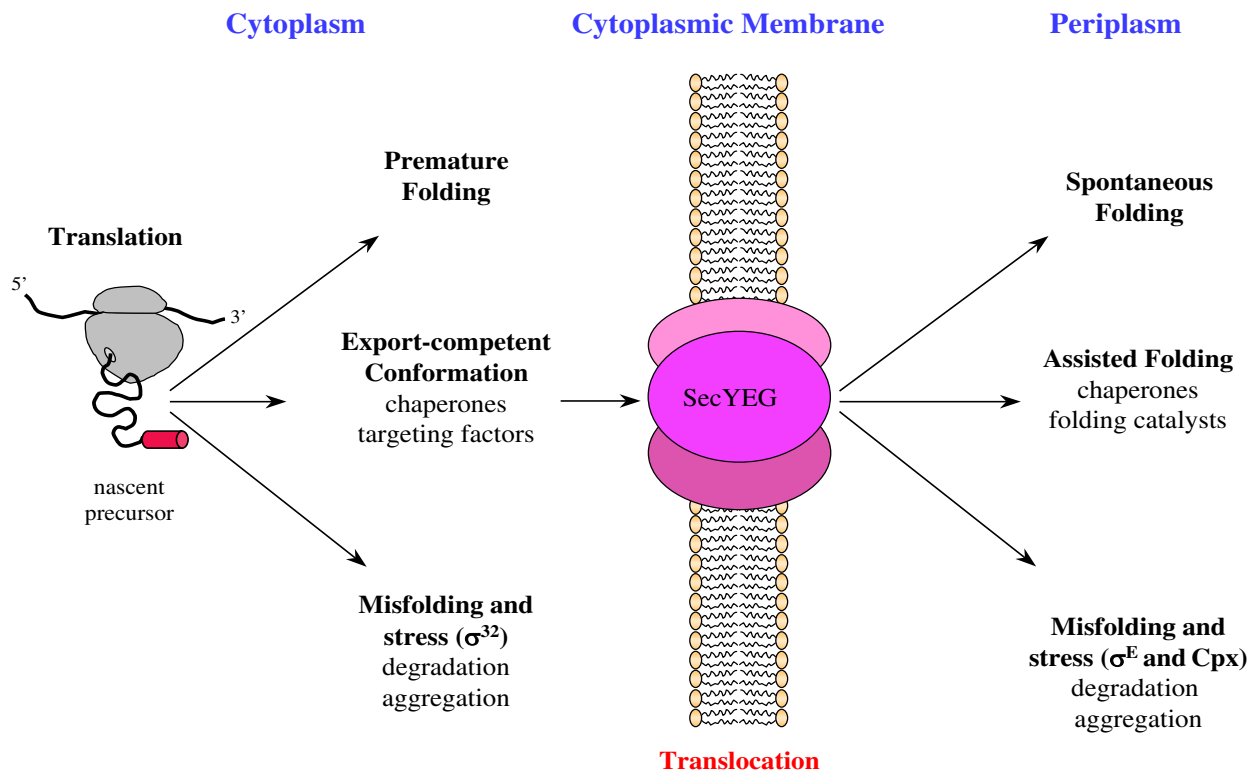 Cytoplasm
Cytoplasmic Membrane
Periplasm
Premature
Folding
Spontaneous
Folding
Translation
5’
3’
Export-competent
Conformation
chaperones
targeting factors
SecYEG
Assisted Folding
chaperones
folding catalysts
nascent
precursor
Misfolding and
stress (σ³²)
degradation
aggregation
Misfolding and
stress (σᴱ and Cpx)
degradation
aggregation
Translocation